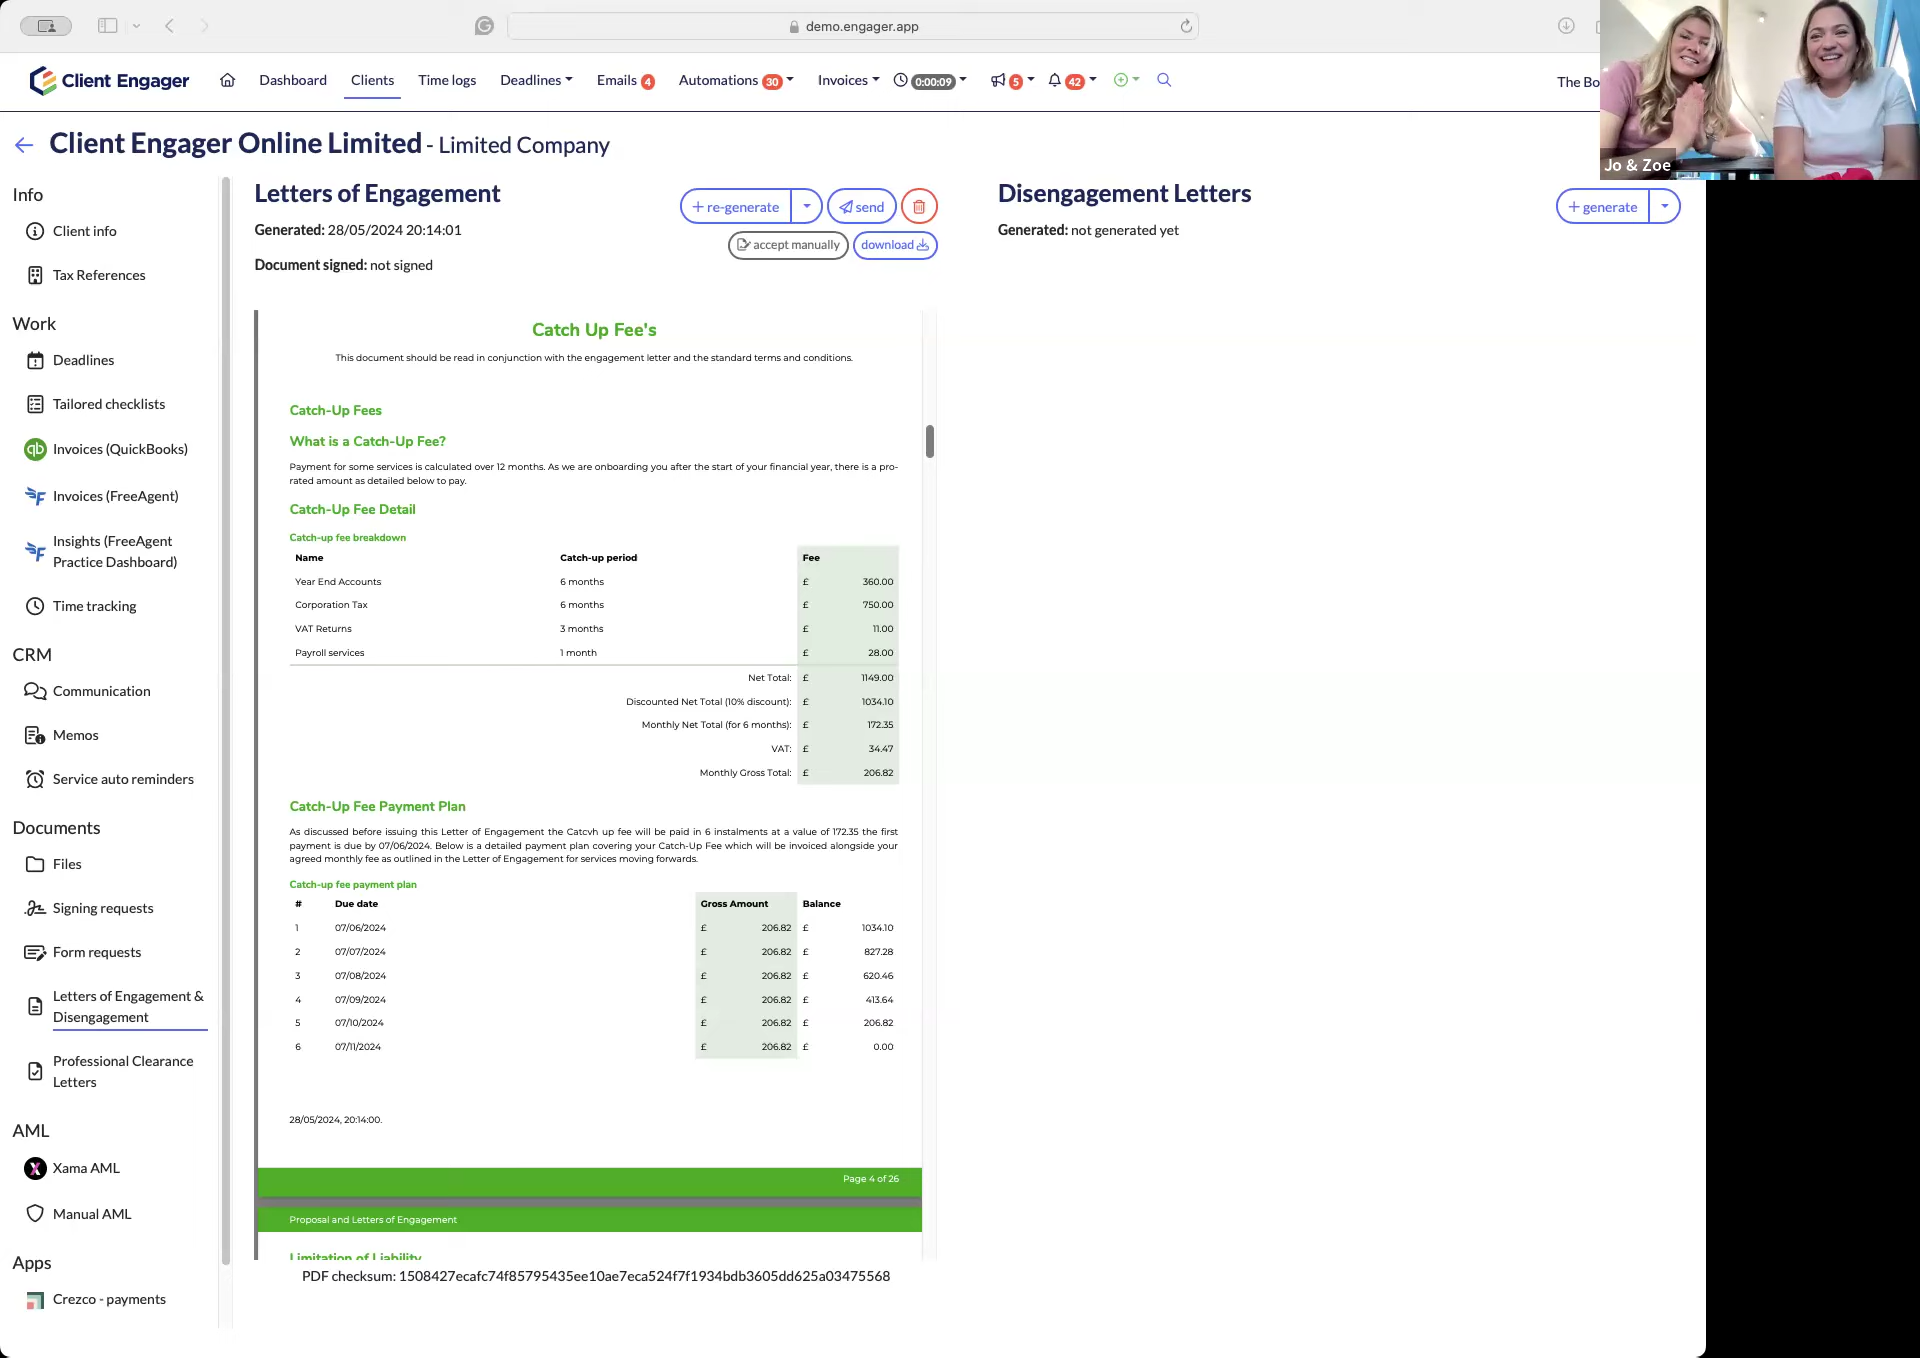 demo.engager.app
Client Engager
Dashboard
Clients
Time logs
Deadlines
Emails 4
Automations 30
Invoices
0:00:09
5
42
The Bo
Jo & Zoe
Client Engager Online Limited - Limited Company
Info
Client info
Tax References
Work
Deadlines
Tailored checklists
Invoices (QuickBooks)
Invoices (FreeAgent)
Insights (FreeAgent
Practice Dashboard)
Time tracking
CRM
Communication
Memos
Service auto reminders
Documents
Files
Signing requests
Form requests
Letters of Engagement &
Disengagement
Professional Clearance
Letters
AML
Xama AML
Manual AML
Apps
Crezco - payments
Letters of Engagement
+ re-generate
send
Generated: 28/05/2024 20:14:01
accept manually
download
Document signed: not signed
Catch Up Fee's
This document should be read in conjunction with the engagement letter and the standard terms and conditions.
Catch-Up Fees
What is a Catch-Up Fee?
Payment for some services is calculated over 12 months. As we are onboarding you after the start of your financial year, there is a pro-
rated amount as detailed below to pay.
Catch-Up Fee Detail
Catch-up fee breakdown
Name Catch-up period Fee
Year End Accounts 6 months £ 360.00
Corporation Tax 6 months £ 750.00
VAT Returns 3 months £ 11.00
Payroll services 1 month £ 28.00
Net Total: £ 1149.00
Discounted Net Total (10% discount): £ 1034.10
Monthly Net Total (for 6 months): £ 172.35
VAT: £ 34.47
Monthly Gross Total: £ 206.82
Catch-Up Fee Payment Plan
As discussed before issuing this Letter of Engagement the Catcvh up fee will be paid in 6 instalments at a value of 172.35 the first
payment is due by 07/06/2024. Below is a detailed payment plan covering your Catch-Up Fee which will be invoiced alongside your
agreed monthly fee as outlined in the Letter of Engagement for services moving forwards.
Catch-up fee payment plan
# Due date Gross Amount Balance
1 07/06/2024 £ 206.82 £ 1034.10
2 07/07/2024 £ 206.82 £ 827.28
3 07/08/2024 £ 206.82 £ 620.46
4 07/09/2024 £ 206.82 £ 413.64
5 07/10/2024 £ 206.82 £ 206.82
6 07/11/2024 £ 206.82 £ 0.00
28/05/2024, 20:14:00.
Page 4 of 26
Proposal and Letters of Engagement
Limitation of Liability
PDF checksum: 1508427ecafc74f85795435ee10ae7eca524f7f1934bdb3605dd625a03475568
Disengagement Letters
+ generate
Generated: not generated yet